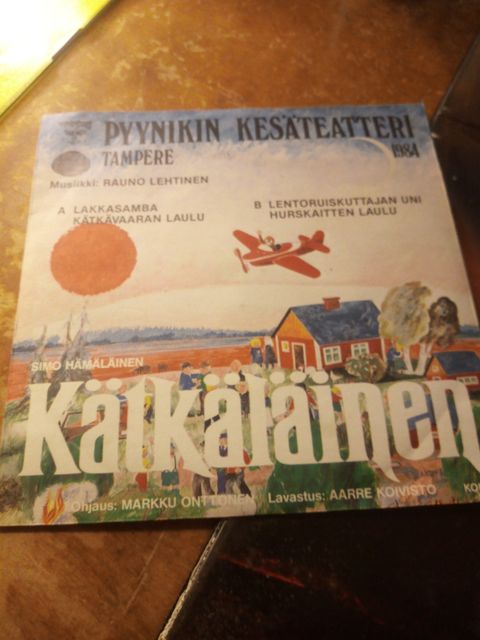 PYYNIKIN KESÄTEATTERI
TAMPERE 1984
Musiikki: RAUNO LEHTINEN
A LAKKASAMBA
KÄTKÄVAARAN LAULU
B LENTORUISKUTTAJAN UNI
HURSKAITTEN LAULU
SIMO HÄMÄLÄINEN
Kätkäläinen
Ohjaus: MARKKU ONTTONEN Lavastus: AARRE KOIVISTO